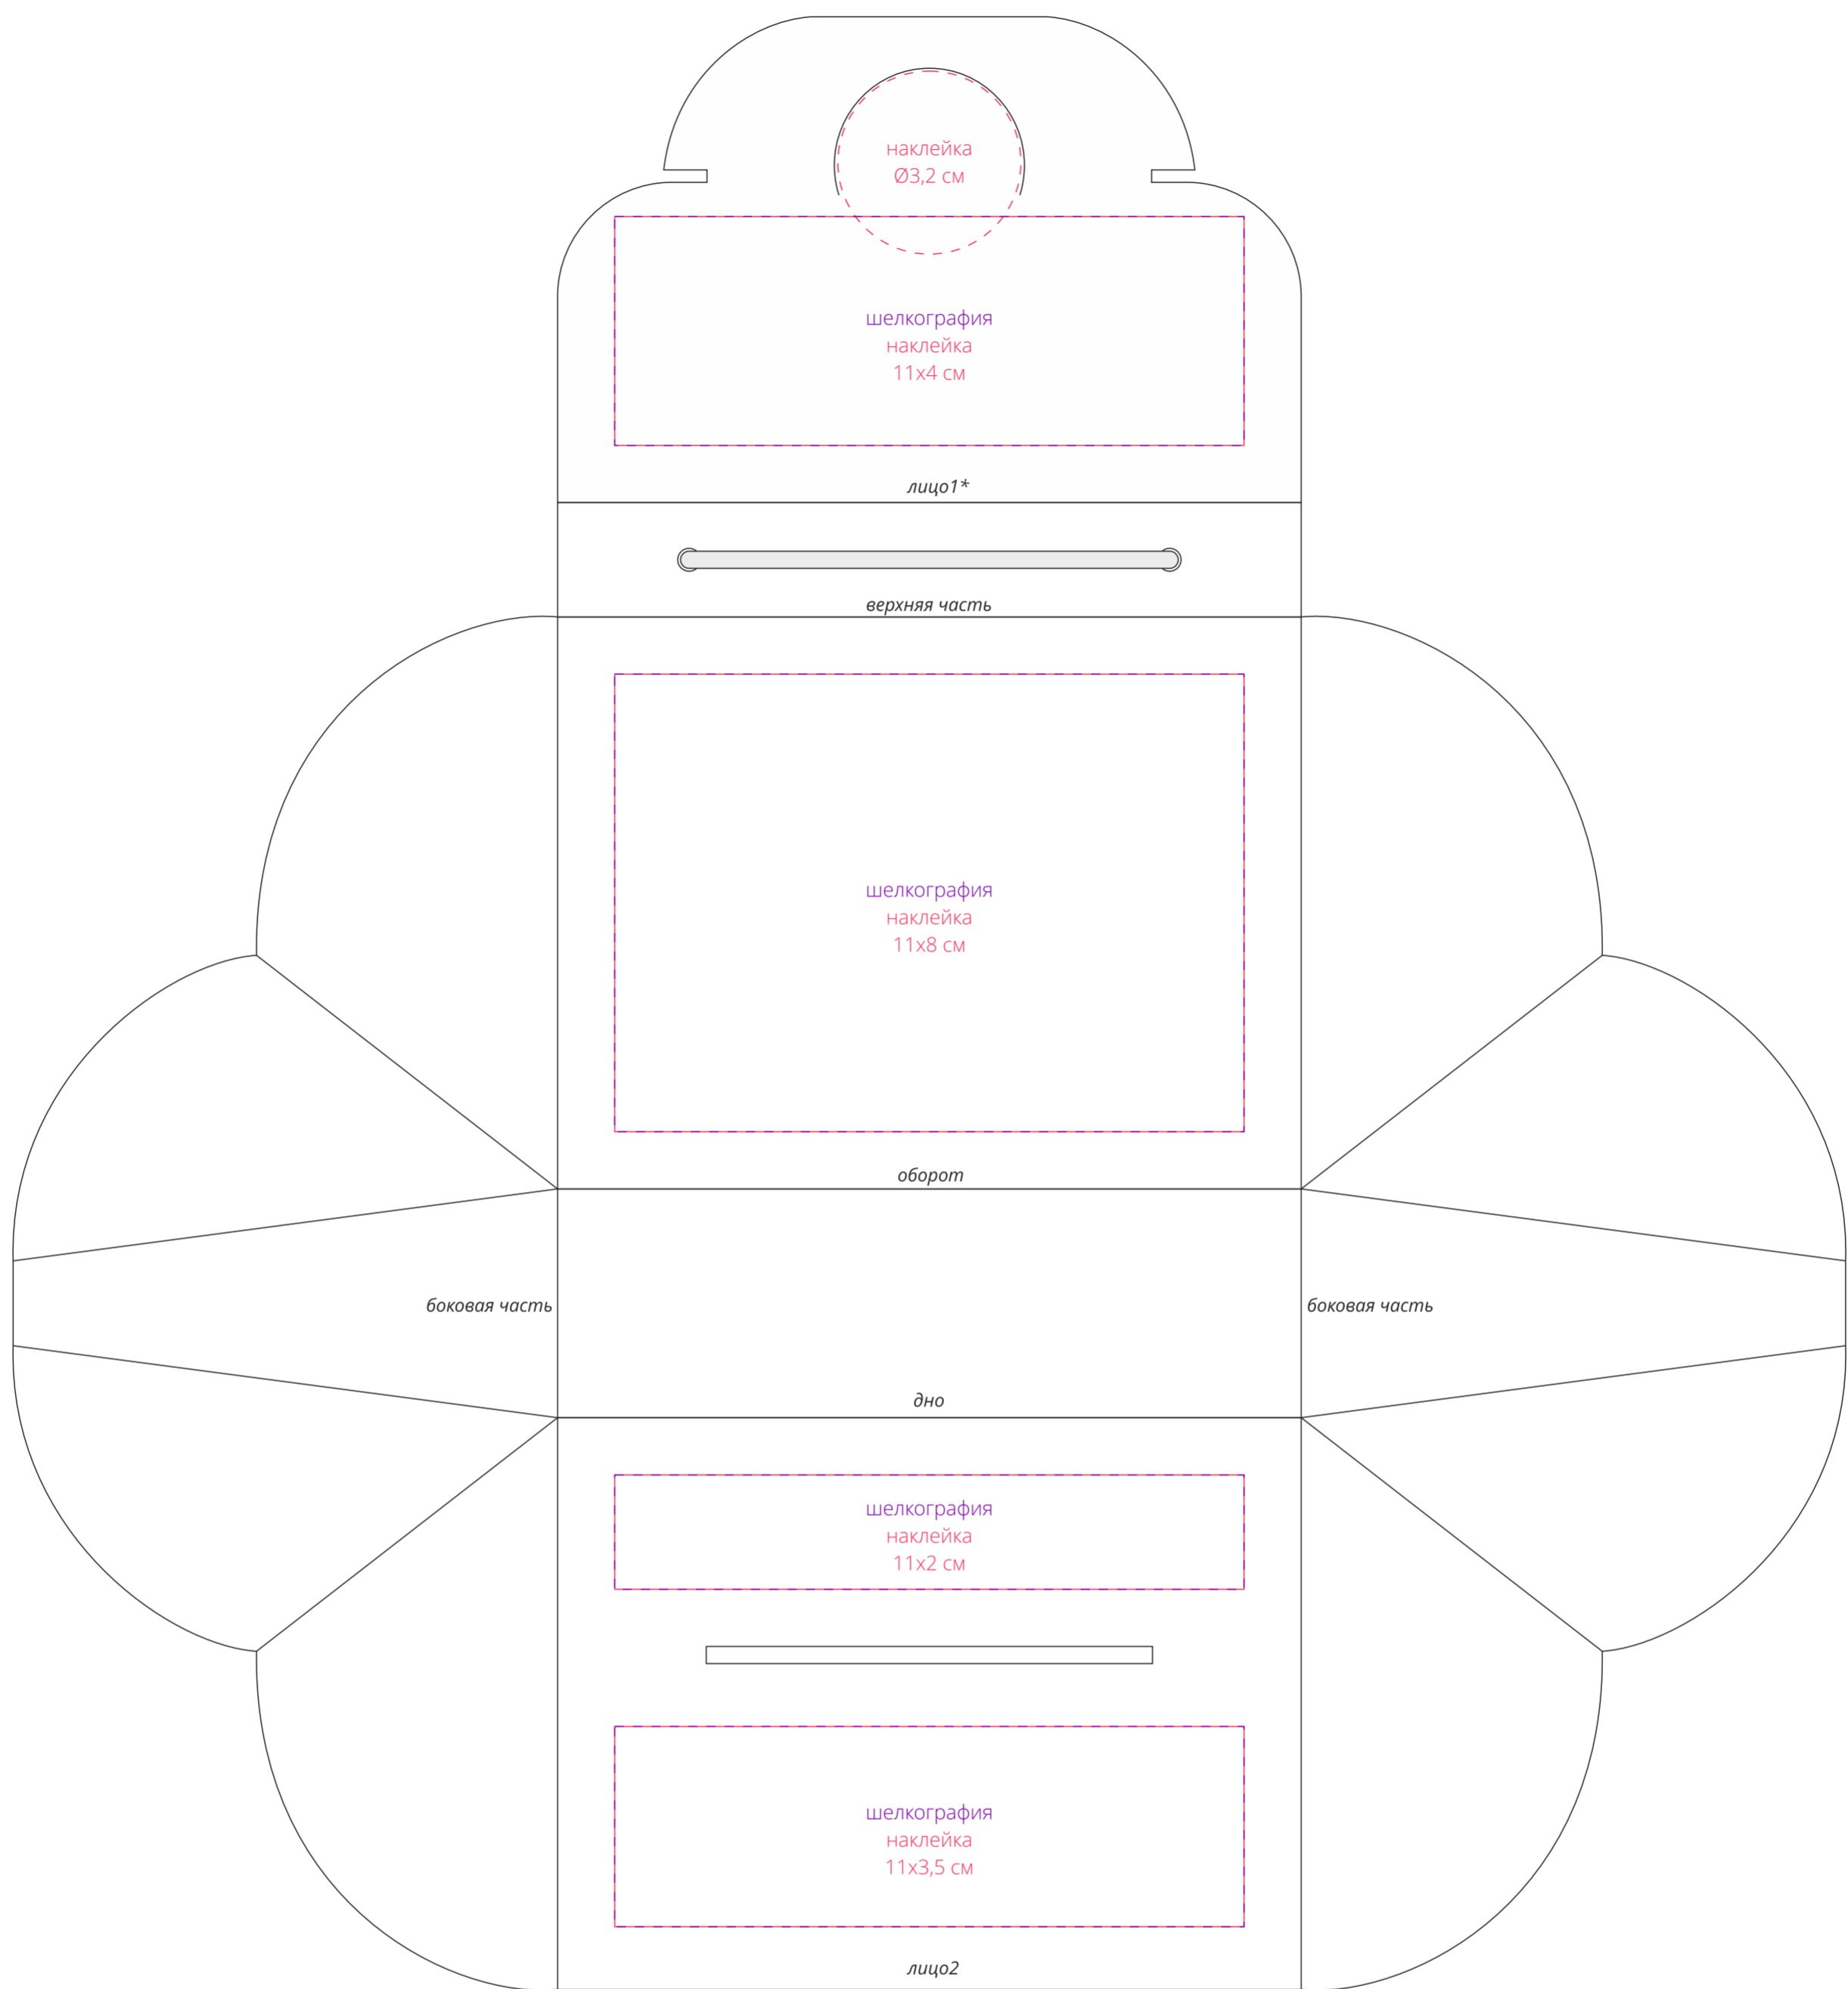 наклейка
Ø3,2 см
шелкография
наклейка
11х4 см
лицо1*
верхняя часть
шелкография
наклейка
11х8 см
оборот
боковая часть
боковая часть
дно
шелкография
наклейка
11х2 см
шелкография
наклейка
11х3,5 см
лицо2